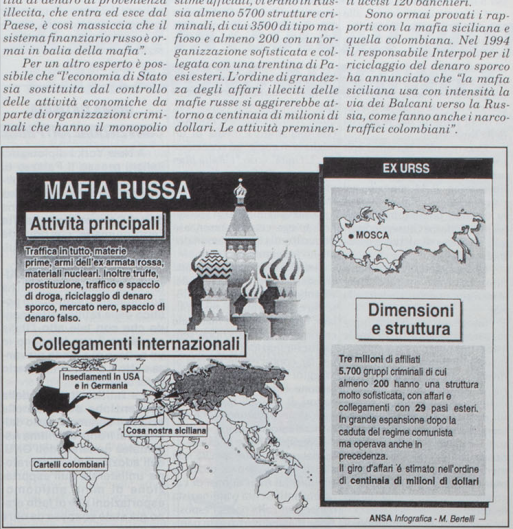 tità di denaro di provenienza
illecita, che entra ed esce dal
Paese, è così massiccia che il
sistema finanziario russo è or-
mai in balia della mafia".
Per un altro esperto è pos-
sibile che "l'economia di Stato
sia sostituita dal controllo
delle attività economiche da
parte di organizzazioni crimi-
nali che hanno il monopolio
stime ufficiali, vi erano in Rus-
sia almeno 5700 strutture cri-
minali, di cui 3500 di tipo ma-
fioso e almeno 200 con un'or-
ganizzazione sofisticata e col-
legata con una trentina di Pa-
esi esteri. L'ordine di grandez-
za degli affari illeciti delle
mafie russe si aggirerebbe at-
torno a centinaia di milioni di
dollari. Le attività preminen-
ti uccisi 120 banchieri.
Sono ormai provati i rap-
porti con la mafia siciliana e
quella colombiana. Nel 1994
il responsabile Interpol per il
riciclaggio del denaro sporco
ha annunciato che "la mafia
siciliana usa con intensità la
via dei Balcani verso la Rus-
sia, come fanno anche i narco-
traffici colombiani".
MAFIA RUSSA
Attività principali
Traffica in tutto, materie
prime, armi dell'ex armata rossa,
materiali nucleari. Inoltre truffe,
prostituzione, traffico e spaccio
di droga, riciclaggio di denaro
sporco, mercato nero, spaccio di
denaro falso.
Collegamenti internazionali
Insediamenti in USA
e in Germania
Cosa nostra siciliana
Cartelli colombiani
EX URSS
MOSCA
Dimensioni
e struttura
Tre milioni di affiliati
5.700 gruppi criminali di cui
almeno 200 hanno una struttura
molto sofisticata, con affari e
collegamenti con 29 pasi esteri.
In grande espansione dopo la
caduta del regime comunista
ma operava anche in
precedenza.
Il giro d'affari é stimato nell'ordine
di centinaia di milioni di dollari
ANSA Infografica - M. Bertelli